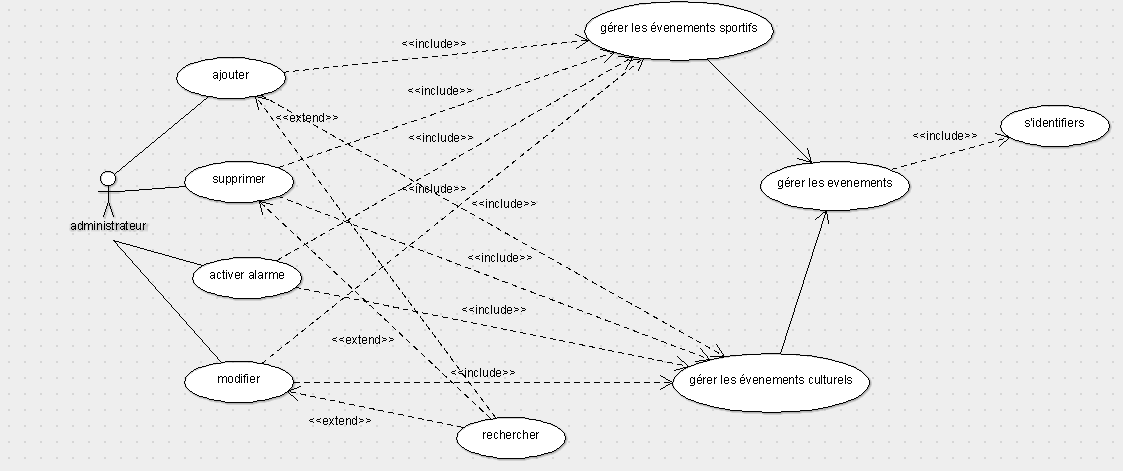 gérer les évenements sportifs
<<include>>
ajouter
<<include>>
<<extend>>
s'identifiers
<<include>>
<<include>>
supprimer
gérer les evenements
<<include>>
<<include>>
administrateur
<<include>>
activer alarme
<<include>>
<<extend>>
modifier
<<include>>
gérer les évenements culturels
<<extend>>
rechercher